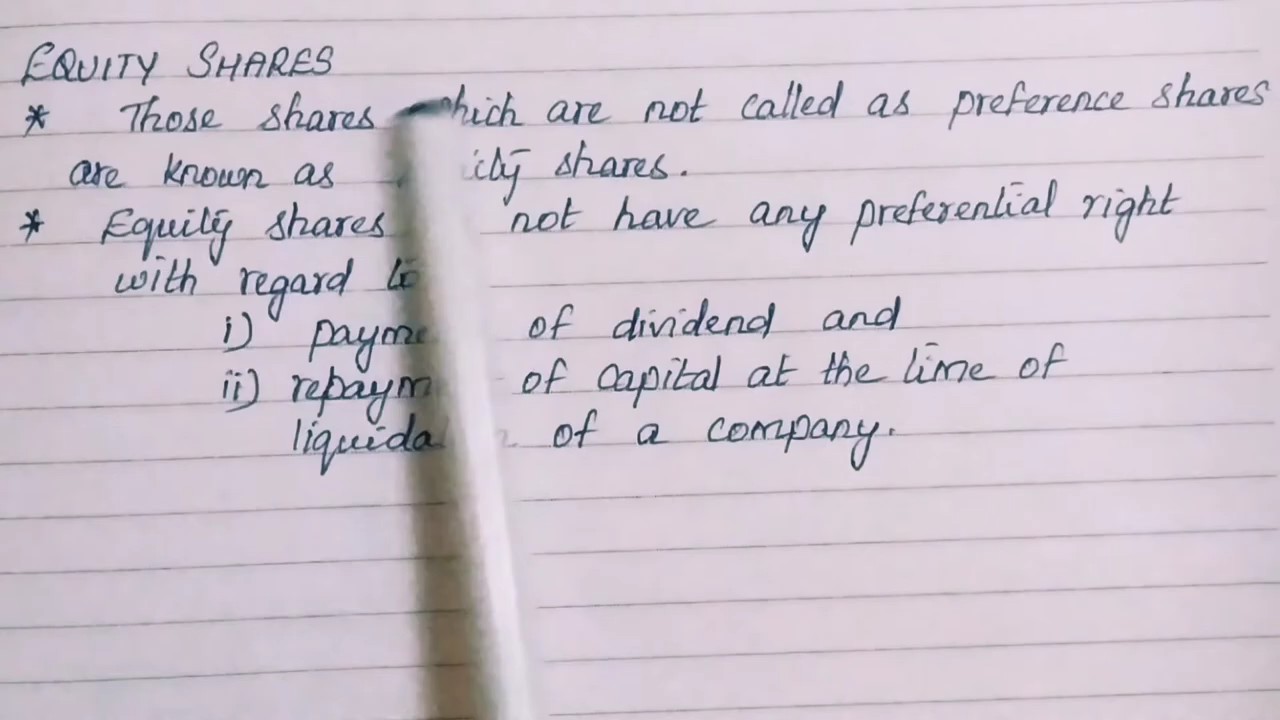 EQUITY SHARES
* Those shares which are not called as preference shares
are known as shares.
* Equity shares not have any preferential right
with regard to
i) of dividend and
ii) of capital at the time of
of a company.